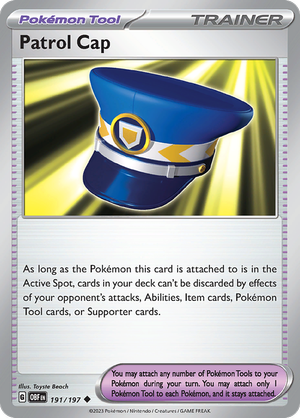 Pokémon Tool
TRAINER
Patrol Cap
As long as the Pokémon this card is attached to is in the
Active Spot, cards in your deck can't be discarded by effects
of your opponent's attacks, Abilities, Item cards, Pokémon
Tool cards, or Supporter cards.
Illus. Toyste Beach
You may attach any number of Pokémon Tools to your
Pokémon during your turn. You may attach only 1
Pokémon Tool to each Pokémon, and it stays attached.
G OBF EN 191/197
©2023 Pokémon / Nintendo / Creatures / GAME FREAK